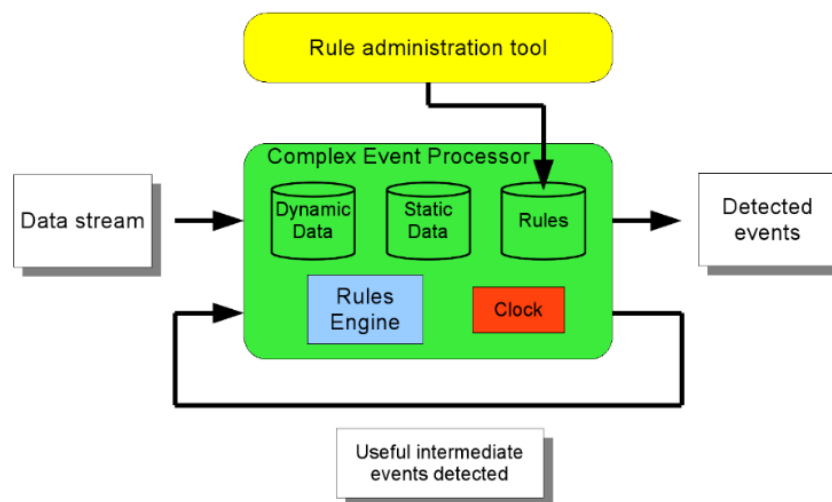 Rule administration tool
Complex Event Processor
Data stream
Dynamic
Data
Static
Data
Rules
Detected
events
Rules
Engine
Clock
Useful intermediate
events detected